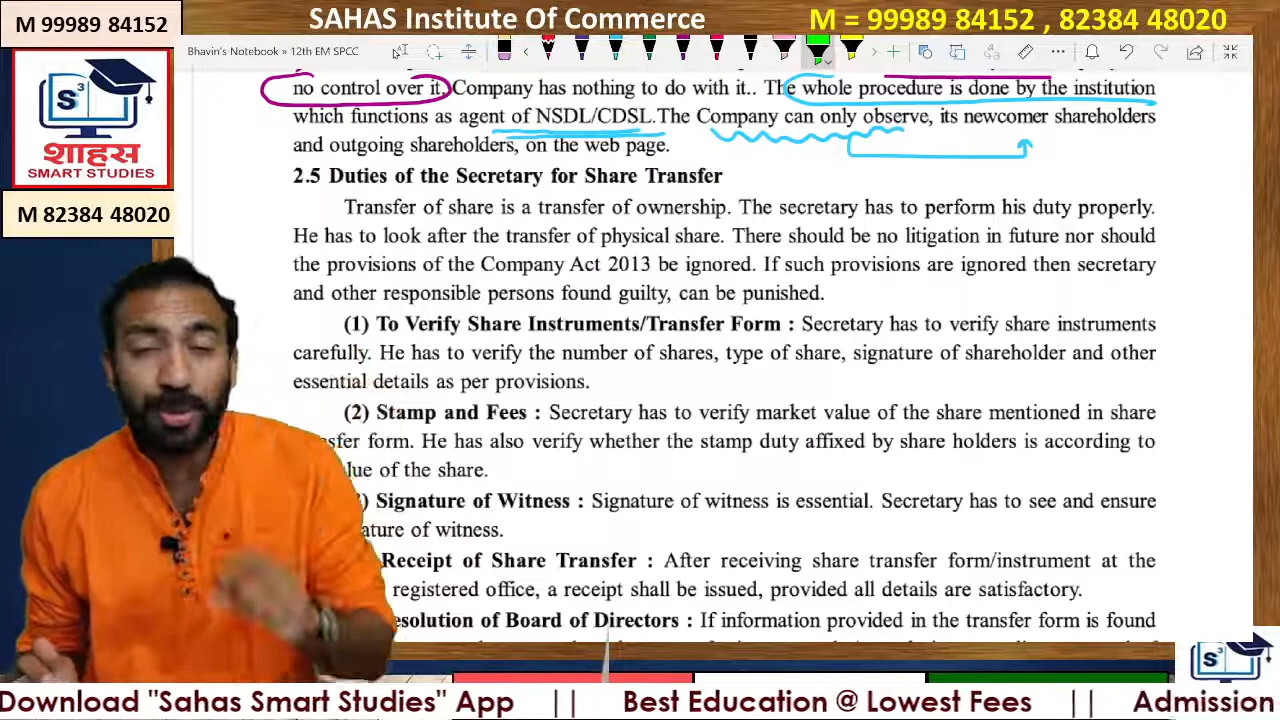 M 99989 84152
SAHAS Institute Of Commerce
M = 99989 84152 , 82384 48020
Bhavin's Notebook » 12th EM SPCC
S³
शाहस
SMART STUDIES
M 82384 48020
no control over it. Company has nothing to do with it.. The whole procedure is done by the institution
which functions as agent of NSDL/CDSL.The Company can only observe, its newcomer shareholders
and outgoing shareholders, on the web page.
2.5 Duties of the Secretary for Share Transfer
Transfer of share is a transfer of ownership. The secretary has to perform his duty properly.
He has to look after the transfer of physical share. There should be no litigation in future nor should
the provisions of the Company Act 2013 be ignored. If such provisions are ignored then secretary
and other responsible persons found guilty, can be punished.
(1) To Verify Share Instruments/Transfer Form : Secretary has to verify share instruments
carefully. He has to verify the number of shares, type of share, signature of shareholder and other
essential details as per provisions.
(2) Stamp and Fees : Secretary has to verify market value of the share mentioned in share
form. He has also verify whether the stamp duty affixed by share holders is according to
of the share.
Signature of Witness : Signature of witness is essential. Secretary has to see and ensure
of witness.
Receipt of Share Transfer : After receiving share transfer form/instrument at the
registered office, a receipt shall be issued, provided all details are satisfactory.
of Board of Directors : If information provided in the transfer form is found
S³
Download "Sahas Smart Studies" App || Best Education @ Lowest Fees || Admission